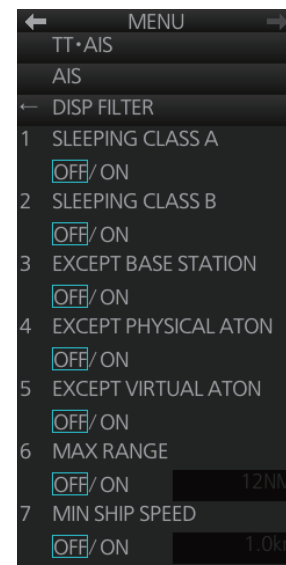 ← MENU →
TT・AIS
AIS
← DISP FILTER
1 SLEEPING CLASS A
OFF/ ON
2 SLEEPING CLASS B
OFF/ ON
3 EXCEPT BASE STATION
OFF/ ON
4 EXCEPT PHYSICAL ATON
OFF/ ON
5 EXCEPT VIRTUAL ATON
OFF/ ON
6 MAX RANGE
OFF/ ON 12NM
7 MIN SHIP SPEED
OFF/ ON 1.0k